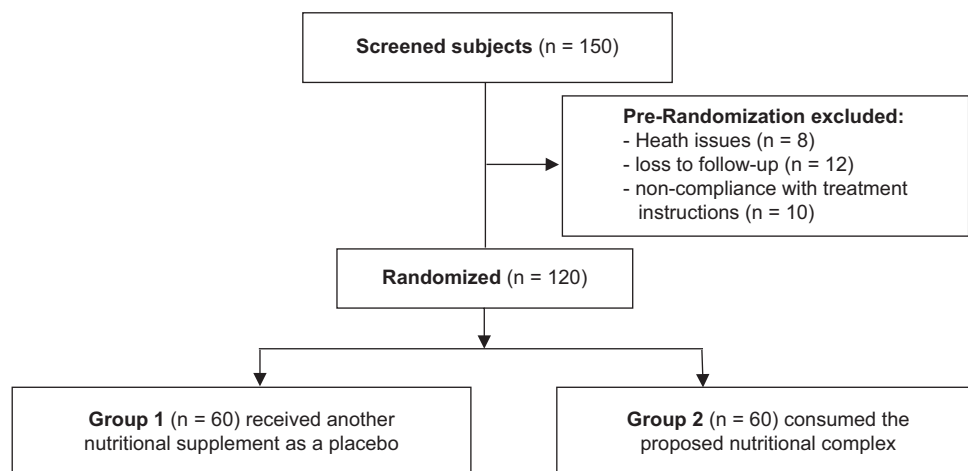 Screened subjects (n = 150)
Pre-Randomization excluded:
- Heath issues (n = 8)
- loss to follow-up (n = 12)
- non-compliance with treatment
instructions (n = 10)
Randomized (n = 120)
Group 1 (n = 60) received another
nutritional supplement as a placebo
Group 2 (n = 60) consumed the
proposed nutritional complex